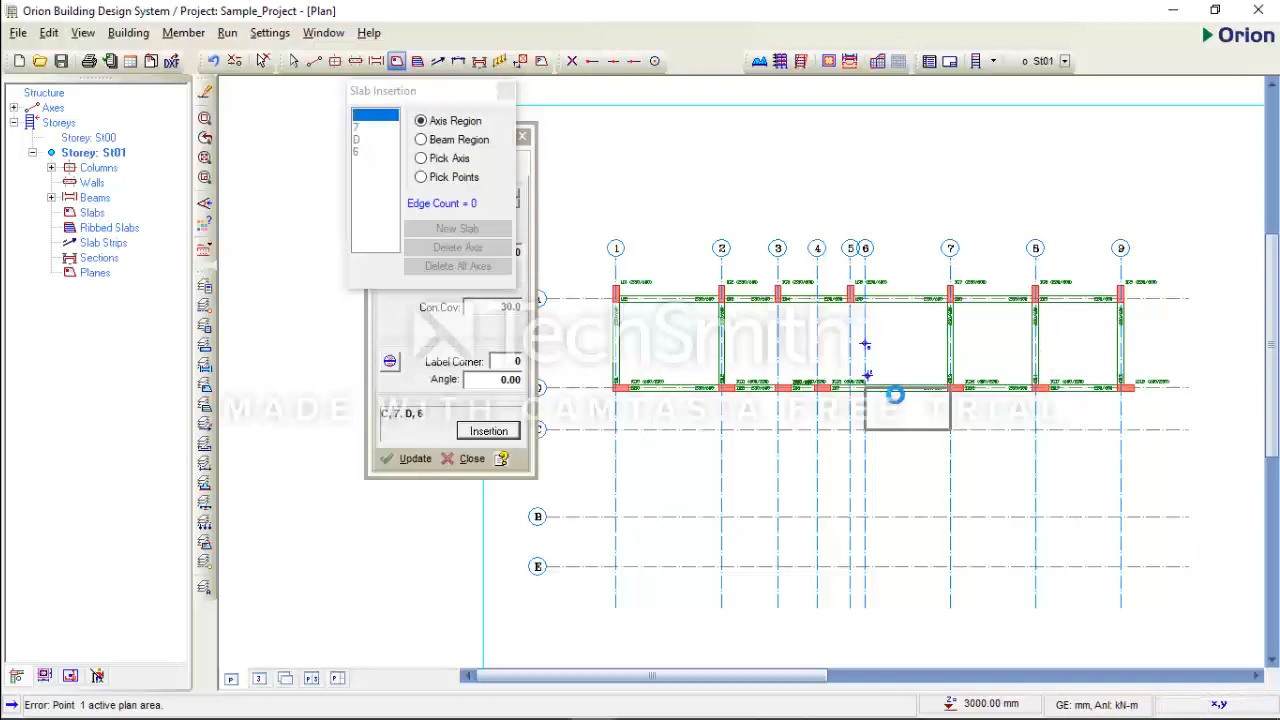 Orion Building Design System / Project: Sample_Project - [Plan]
File Edit View Building Member Run Settings Window Help
Orion
St01
Structure
Axes
Storeys
Storey: St00
Storey: St01
Columns
Walls
Beams
Slabs
Ribbed Slabs
Slab Strips
Sections
Planes
Slab Insertion
7
D
6
Axis Region
Beam Region
Pick Axis
Pick Points
Edge Count = 0
New Slab
Delete Axis
Delete All Axes
0
Con.Cov: 30.0
Label Corner: 0
Angle: 0.00
C, 7, D, 6
Insertion
Update Close
1 2 3 4 5 6 7 8 9
B
E
TechSmith
MADE WITH CAMTASIA FREE TRIAL
Error: Point 1 active plan area.
Z= 3000.00 mm
GE: mm, Anl: kN-m
x,y